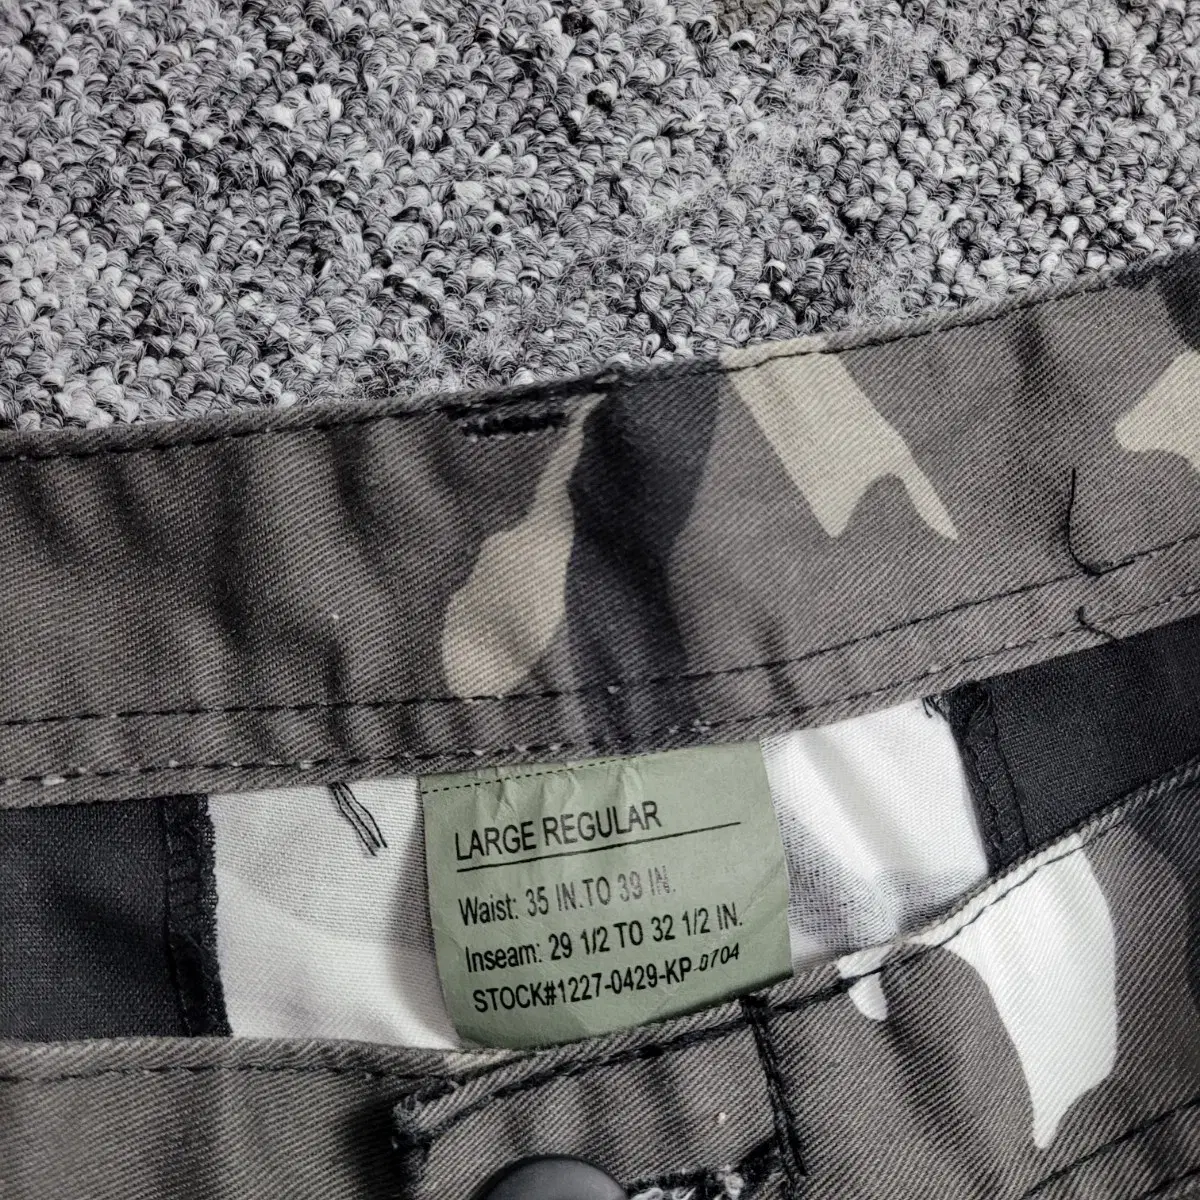 LARGE REGULAR
Waist: 35 IN.TO 39 IN.
Inseam: 29 1/2 TO 32 1/2 IN.
STOCK#1227-0429-KP-0704